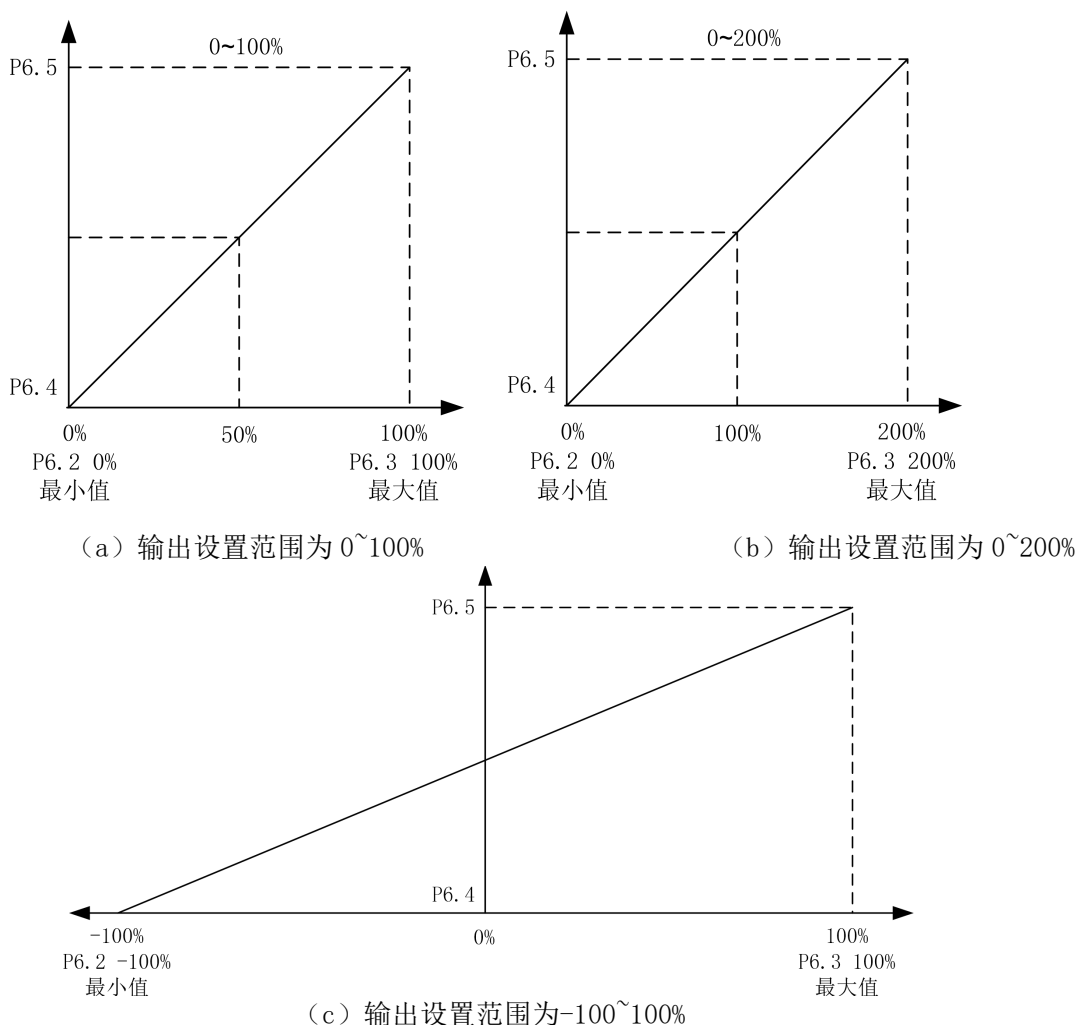 0~100%
P6.5
P6.4
0%
50%
100%
P6.2 0%
P6.3 100%
最小值
最大值
（a）输出设置范围为 0~100%
0~200%
P6.5
P6.4
0%
100%
200%
P6.2 0%
P6.3 200%
最小值
最大值
（b）输出设置范围为 0~200%
P6.5
P6.4
-100%
0%
100%
P6.2 -100%
P6.3 100%
最小值
最大值
（c）输出设置范围为-100~100%